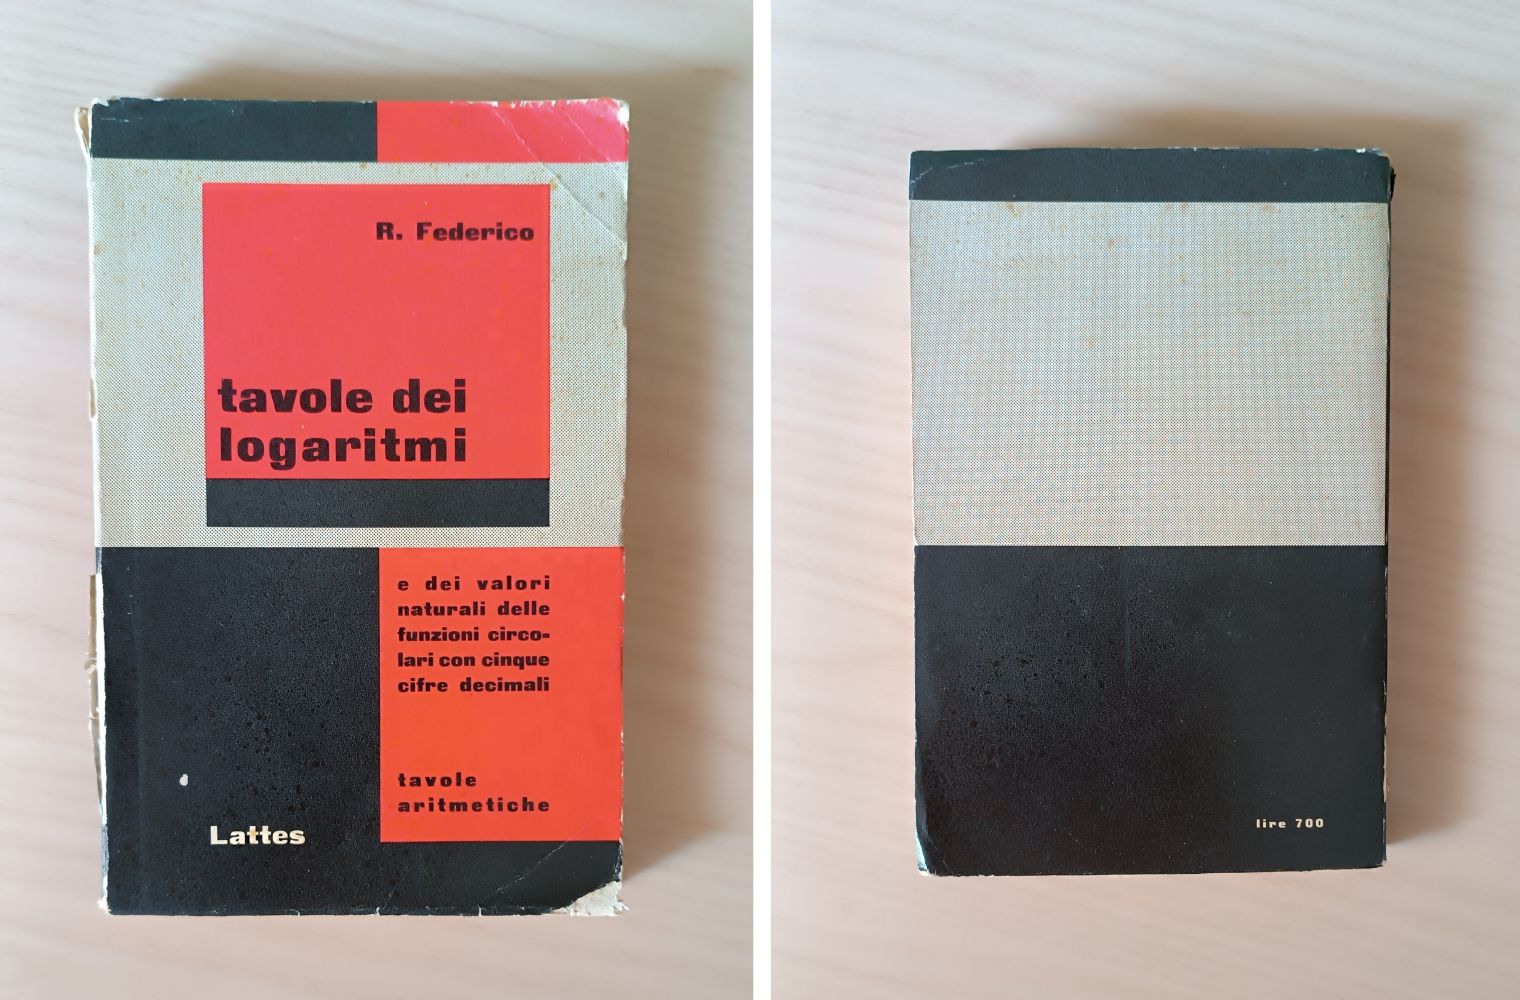 R. Federico
tavole dei
logaritmi
e dei valori
naturali delle
funzioni circo-
lari con cinque
cifre decimali
tavole
aritmetiche
Lattes
lire 700